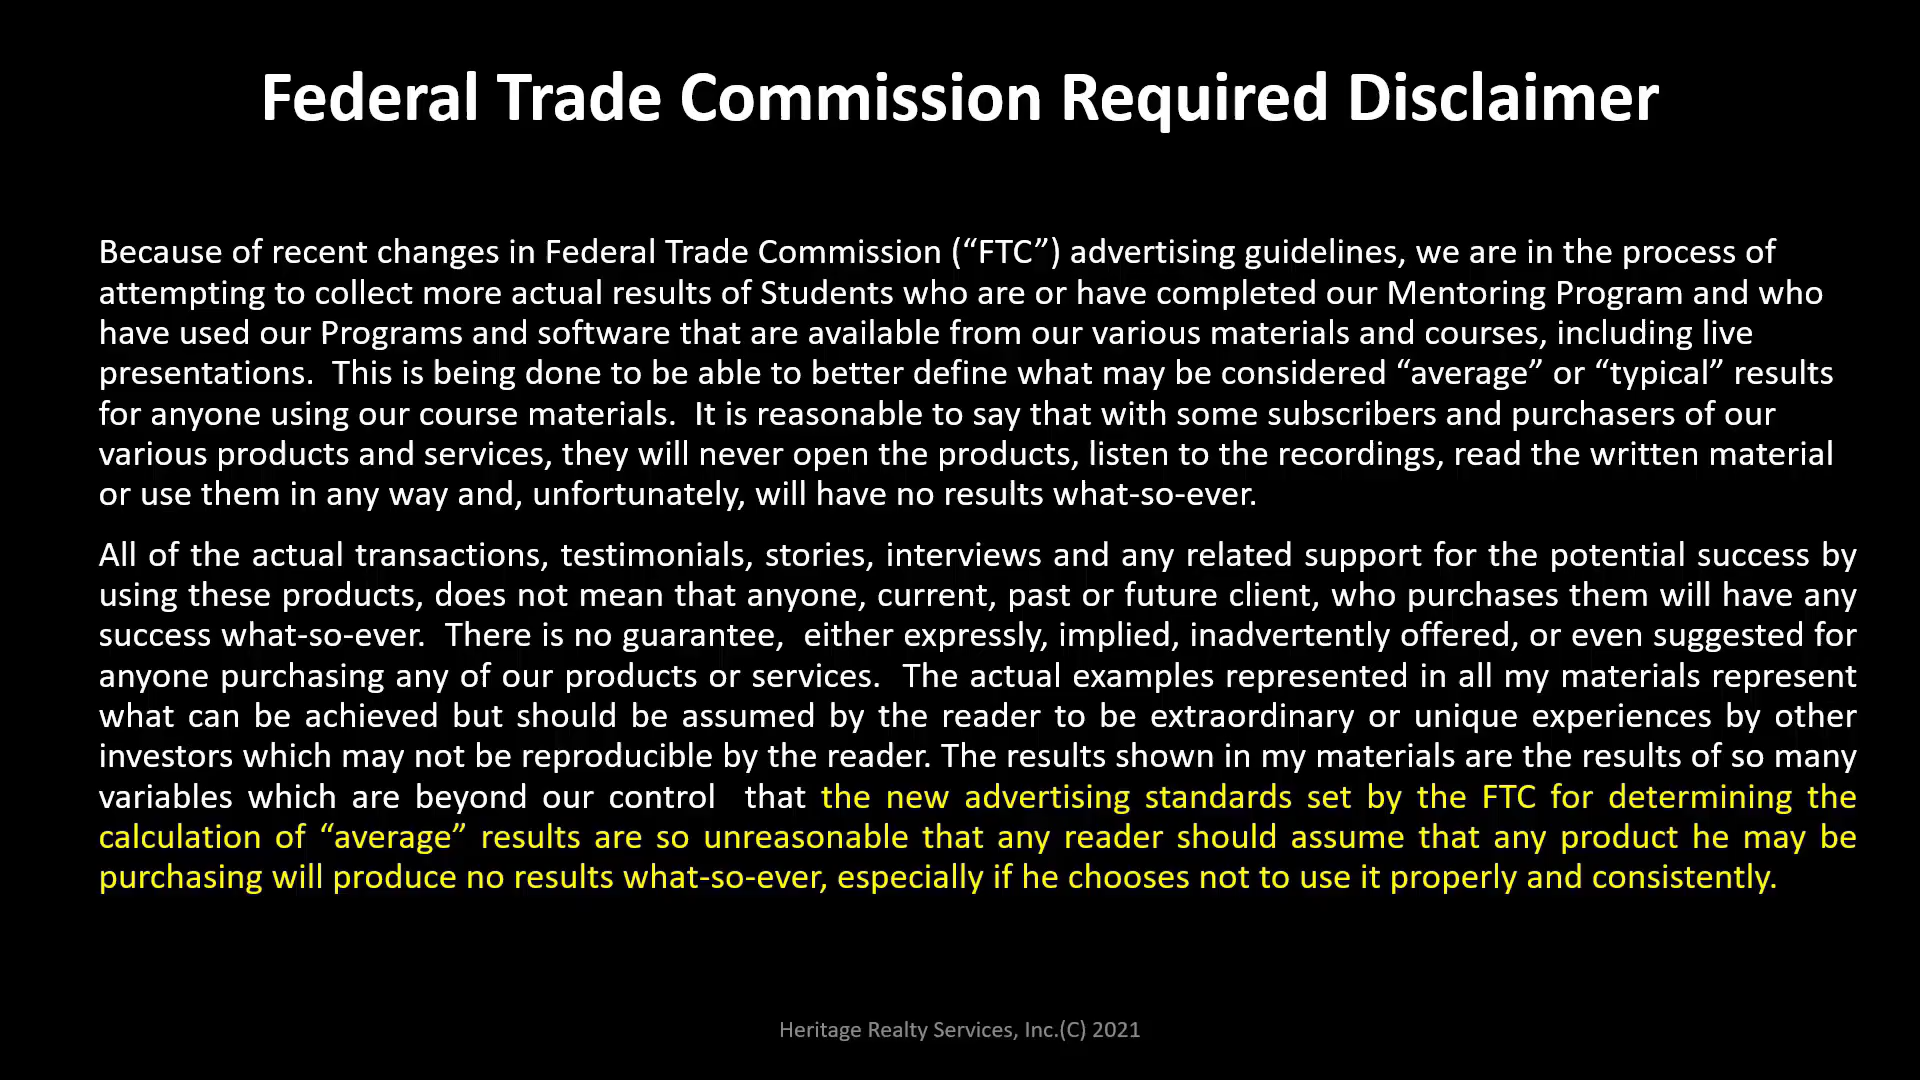 Federal Trade Commission Required Disclaimer
Because of recent changes in Federal Trade Commission (“FTC”) advertising guidelines, we are in the process of
attempting to collect more actual results of Students who are or have completed our Mentoring Program and who
have used our Programs and software that are available from our various materials and courses, including live
presentations.  This is being done to be able to better define what may be considered “average” or “typical” results
for anyone using our course materials.  It is reasonable to say that with some subscribers and purchasers of our
various products and services, they will never open the products, listen to the recordings, read the written material
or use them in any way and, unfortunately, will have no results what-so-ever.
All of the actual transactions, testimonials, stories, interviews and any related support for the potential success by
using these products, does not mean that anyone, current, past or future client, who purchases them will have any
success what-so-ever.  There is no guarantee,  either expressly, implied, inadvertently offered, or even suggested for
anyone purchasing any of our products or services.  The actual examples represented in all my materials represent
what can be achieved but should be assumed by the reader to be extraordinary or unique experiences by other
investors which may not be reproducible by the reader. The results shown in my materials are the results of so many
variables which are beyond our control  that the new advertising standards set by the FTC for determining the
calculation of “average” results are so unreasonable that any reader should assume that any product he may be
purchasing will produce no results what-so-ever, especially if he chooses not to use it properly and consistently.
Heritage Realty Services, Inc.(C) 2021